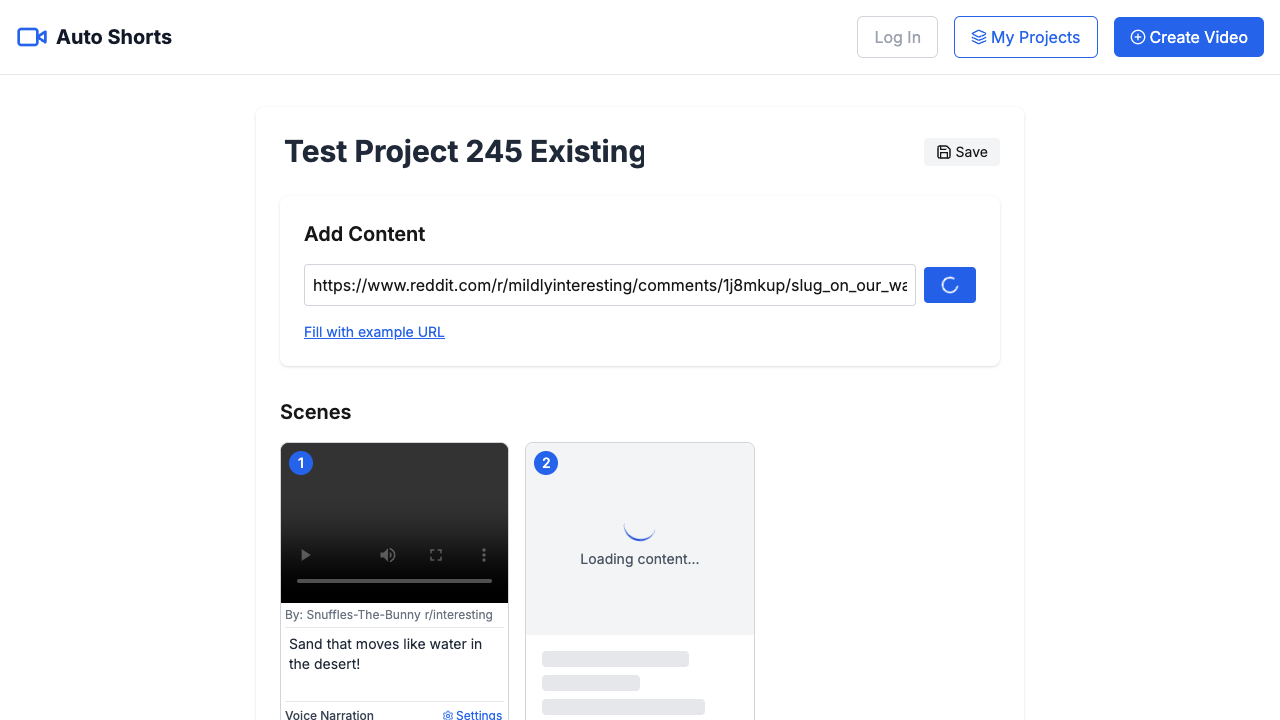 Auto Shorts
Log In
My Projects
Create Video
Test Project 245 Existing
Save
Add Content
https://www.reddit.com/r/mildlyinteresting/comments/1j8mkup/slug_on_our_wa
Fill with example URL
Scenes
1
2
Loading content...
By: Snuffles-The-Bunny r/interesting
Sand that moves like water in
the desert!
Voice Narration
Settings